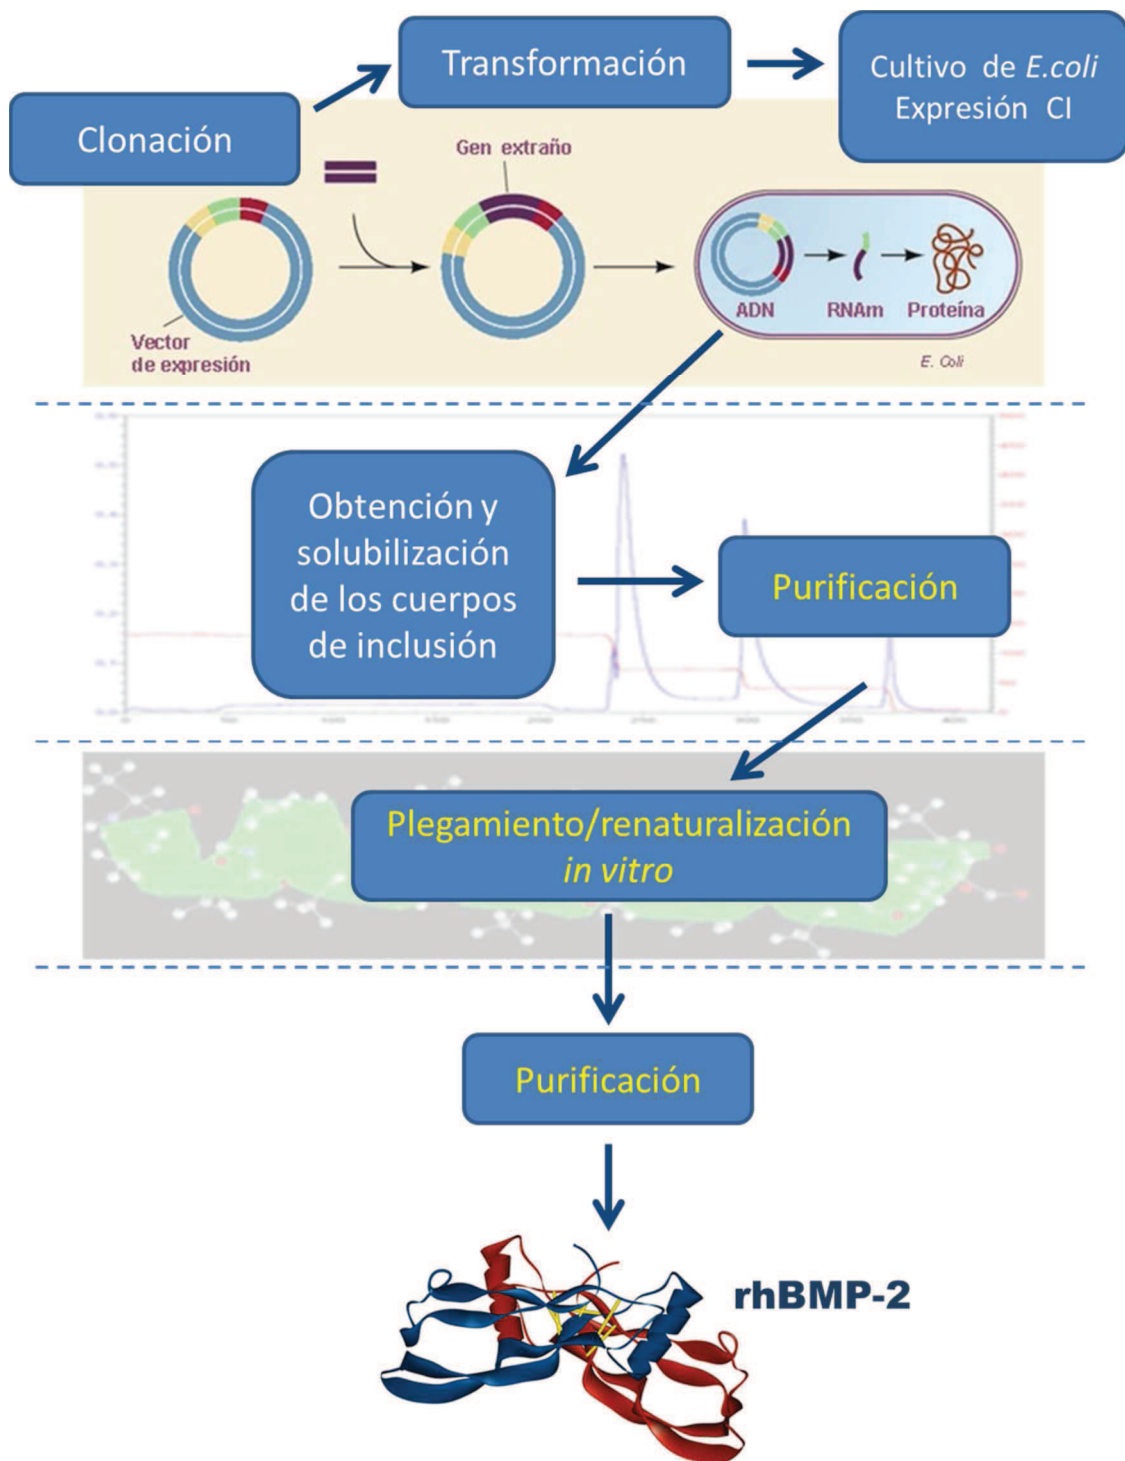 Transformación
Cultivo de E.coli
Expresión CI
Clonación
Gen extraño
ADN
RNAm
Proteína
Vector
de expresión
E. Coli
Obtención y
solubilización
de los cuerpos
de inclusión
Purificación
Plegamiento/renaturalización
in vitro
Purificación
rhBMP-2